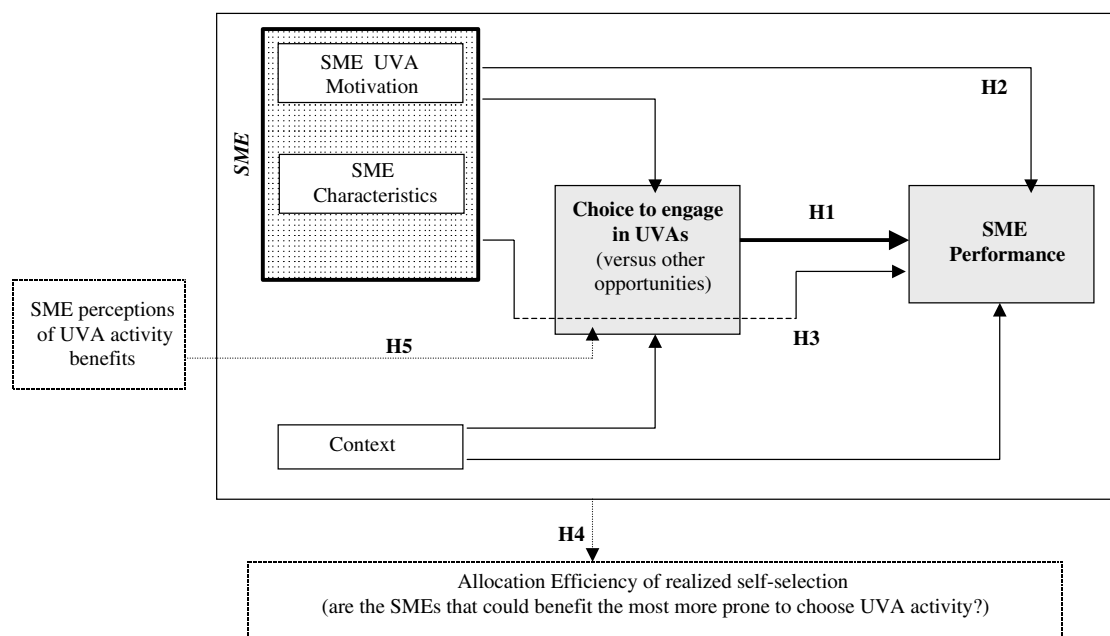 SME UVA
Motivation
H2
SME
SME
Characteristics
Choice to engage
in UVAs
(versus other
opportunities)
H1
SME
Performance
SME perceptions
of UVA activity
benefits
H5
H3
Context
H4
Allocation Efficiency of realized self-selection
(are the SMEs that could benefit the most more prone to choose UVA activity?)